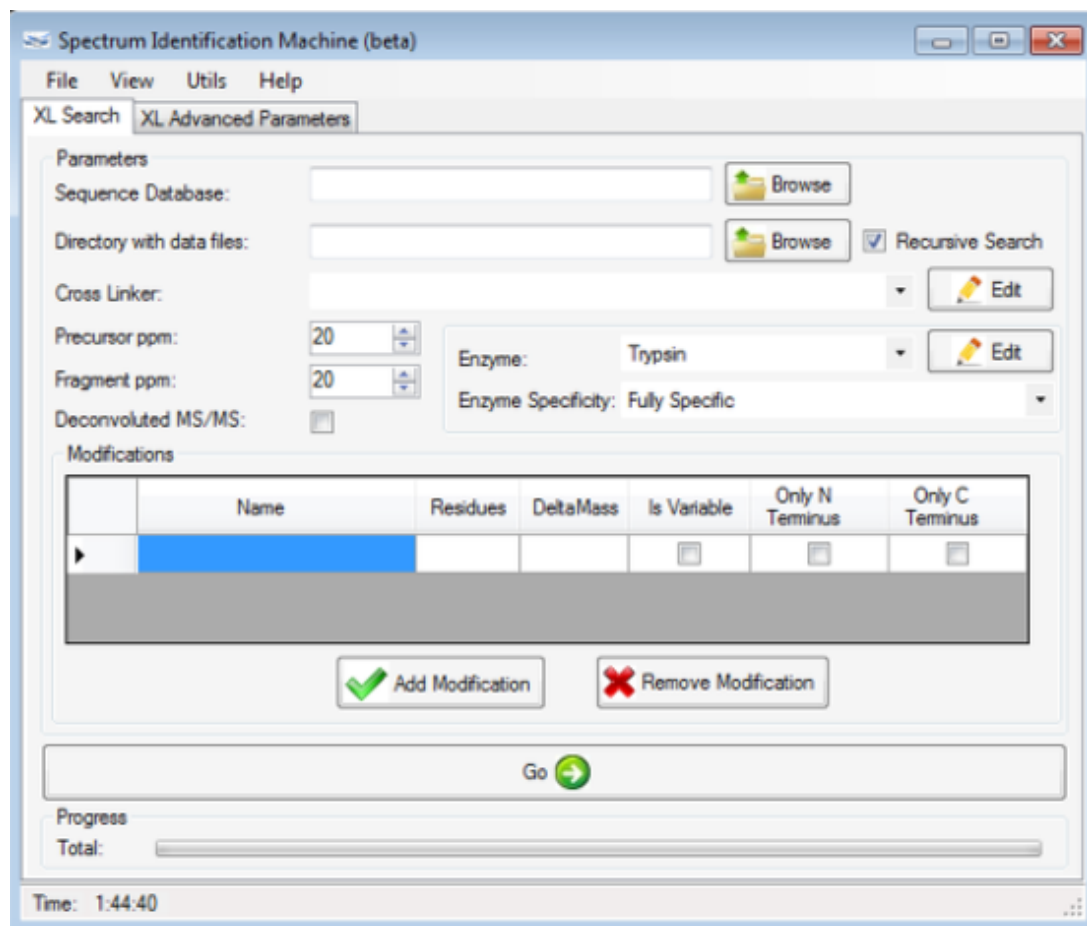 Spectrum Identification Machine (beta)
File View Utils Help
XL Search XL Advanced Parameters
Parameters
Sequence Database: Browse
Directory with data files: Browse Recursive Search
Cross Linker: Edit
Precursor ppm: 20
Enzyme: Trypsin Edit
Fragment ppm: 20
Enzyme Specificity: Fully Specific
Deconvoluted MS/MS:
Modifications
Name Residues DeltaMass Is Variable Only N Terminus Only C Terminus
Add Modification Remove Modification
Go
Progress
Total:
Time: 1:44:40